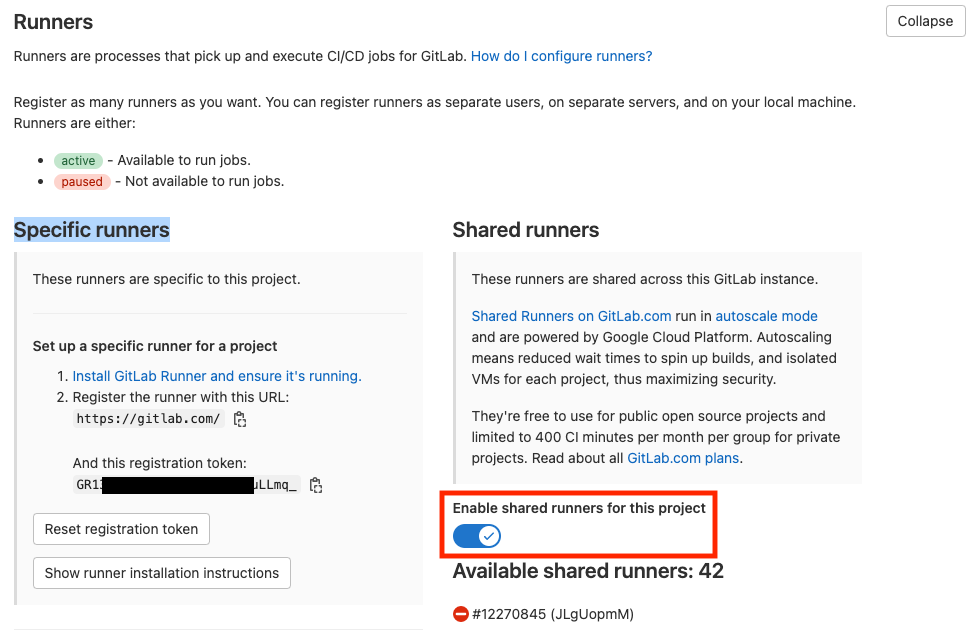 Runners
Collapse
Runners are processes that pick up and execute CI/CD jobs for GitLab. How do I configure runners?
Register as many runners as you want. You can register runners as separate users, on separate servers, and on your local machine.
Runners are either:
active - Available to run jobs.
paused - Not available to run jobs.
Specific runners
These runners are specific to this project.
Set up a specific runner for a project
1. Install GitLab Runner and ensure it's running.
2. Register the runner with this URL:
https://gitlab.com/
And this registration token:
GR13 uLLmq_
Reset registration token
Show runner installation instructions
Shared runners
These runners are shared across this GitLab instance.
Shared Runners on GitLab.com run in autoscale mode
and are powered by Google Cloud Platform. Autoscaling
means reduced wait times to spin up builds, and isolated
VMs for each project, thus maximizing security.
They're free to use for public open source projects and
limited to 400 CI minutes per month per group for private
projects. Read about all GitLab.com plans.
Enable shared runners for this project
Available shared runners: 42
#12270845 (JLgUopmM)